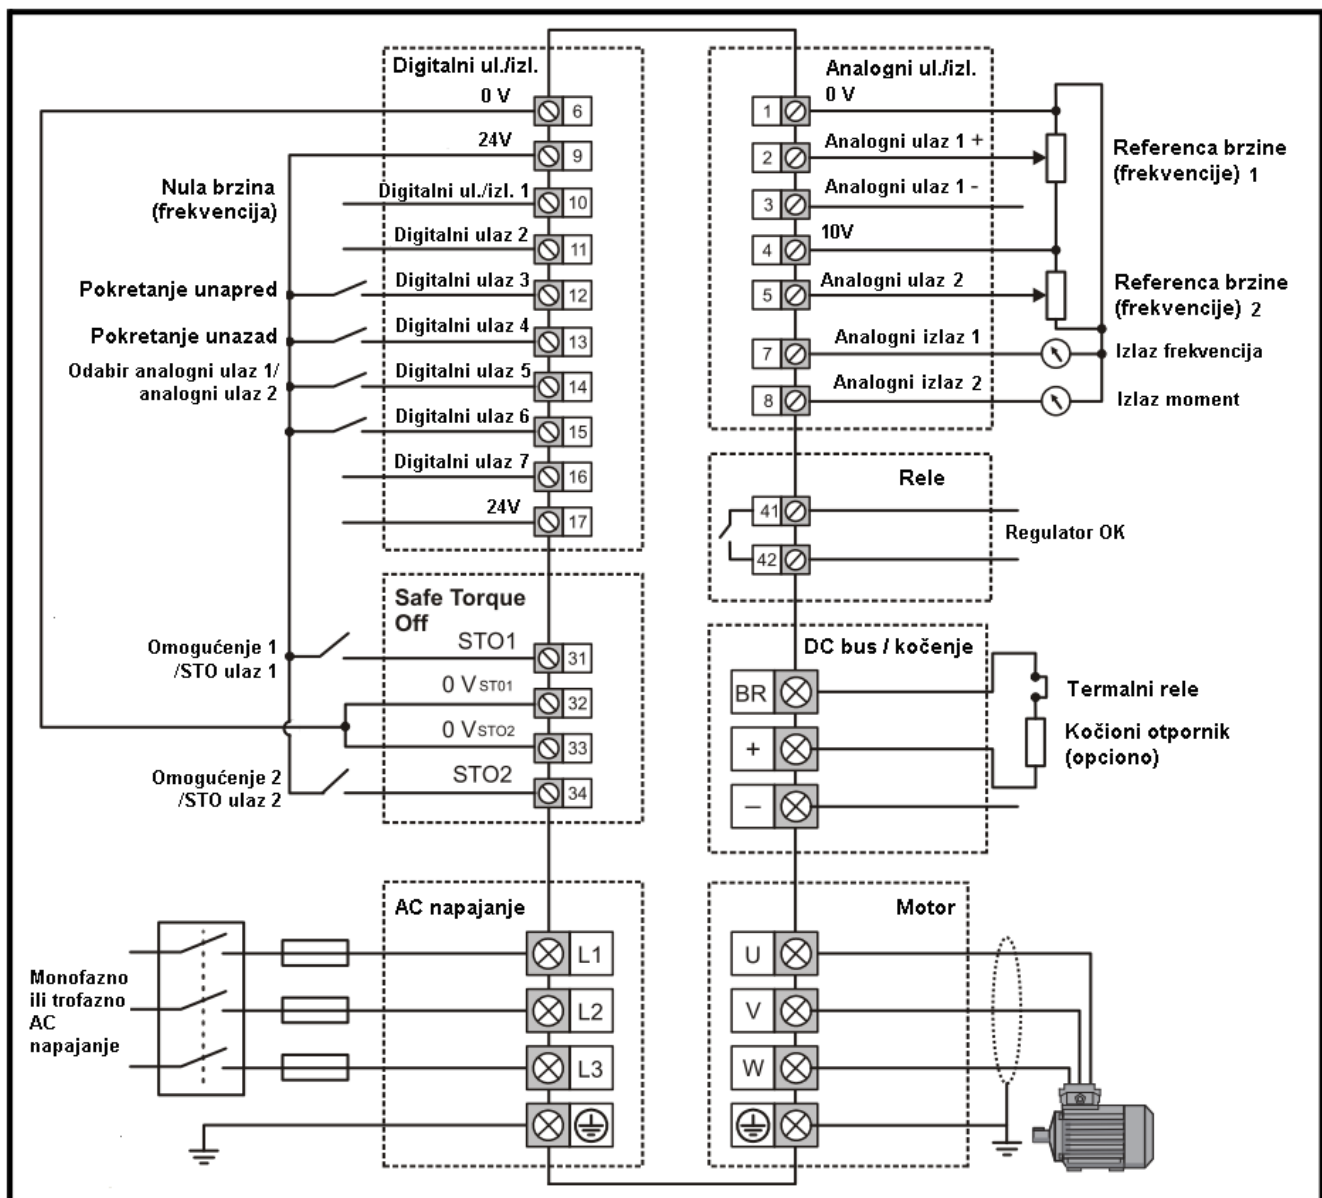 Digitalni ul./izl.
0 V
6
24V
9
Nula brzina
(frekvencija)
Digitalni ul./izl. 1
10
Digitalni ulaz 2
11
Pokretanje unapred
Digitalni ulaz 3
12
Pokretanje unazad
Digitalni ulaz 4
13
Odabir analogni ulaz 1/
analogni ulaz 2
Digitalni ulaz 5
14
Digitalni ulaz 6
15
Digitalni ulaz 7
16
24V
17
Safe Torque
Off
Omogućenje 1
/STO ulaz 1
STO1
31
0 V ST01
32
0 V STO2
33
Omogućenje 2
/STO ulaz 2
STO2
34
AC napajanje
Monofazno
ili trofazno
AC
napajanje
L1
L2
L3
Analogni ul./izl.
0 V
1
Analogni ulaz 1 +
2
Referenca brzine
(frekvencije) 1
Analogni ulaz 1 -
3
10V
4
Analogni ulaz 2
5
Referenca brzine
(frekvencije) 2
Analogni izlaz 1
7
Izlaz frekvencija
Analogni izlaz 2
8
Izlaz moment
Rele
41
Regulator OK
42
DC bus / kočenje
BR
Termalni rele
+
Kočioni otpornik
(opciono)
–
Motor
U
V
W